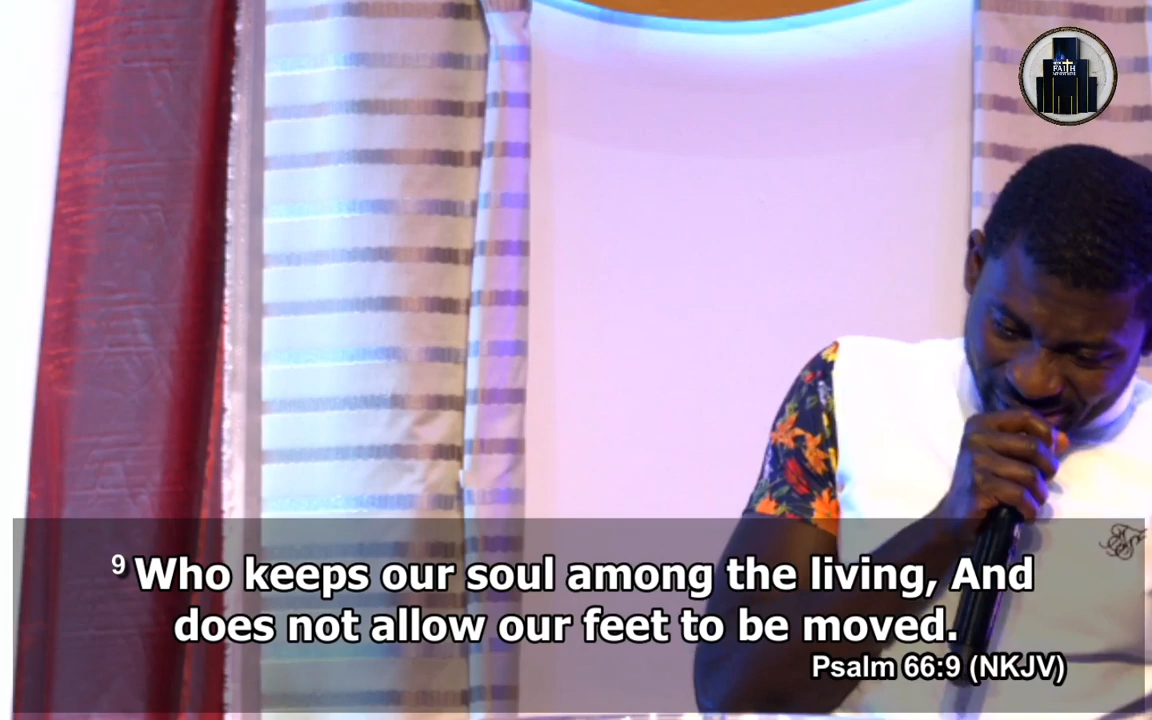 FAITH
9 Who keeps our soul among the living, And
does not allow our feet to be moved.
Psalm 66:9 (NKJV)